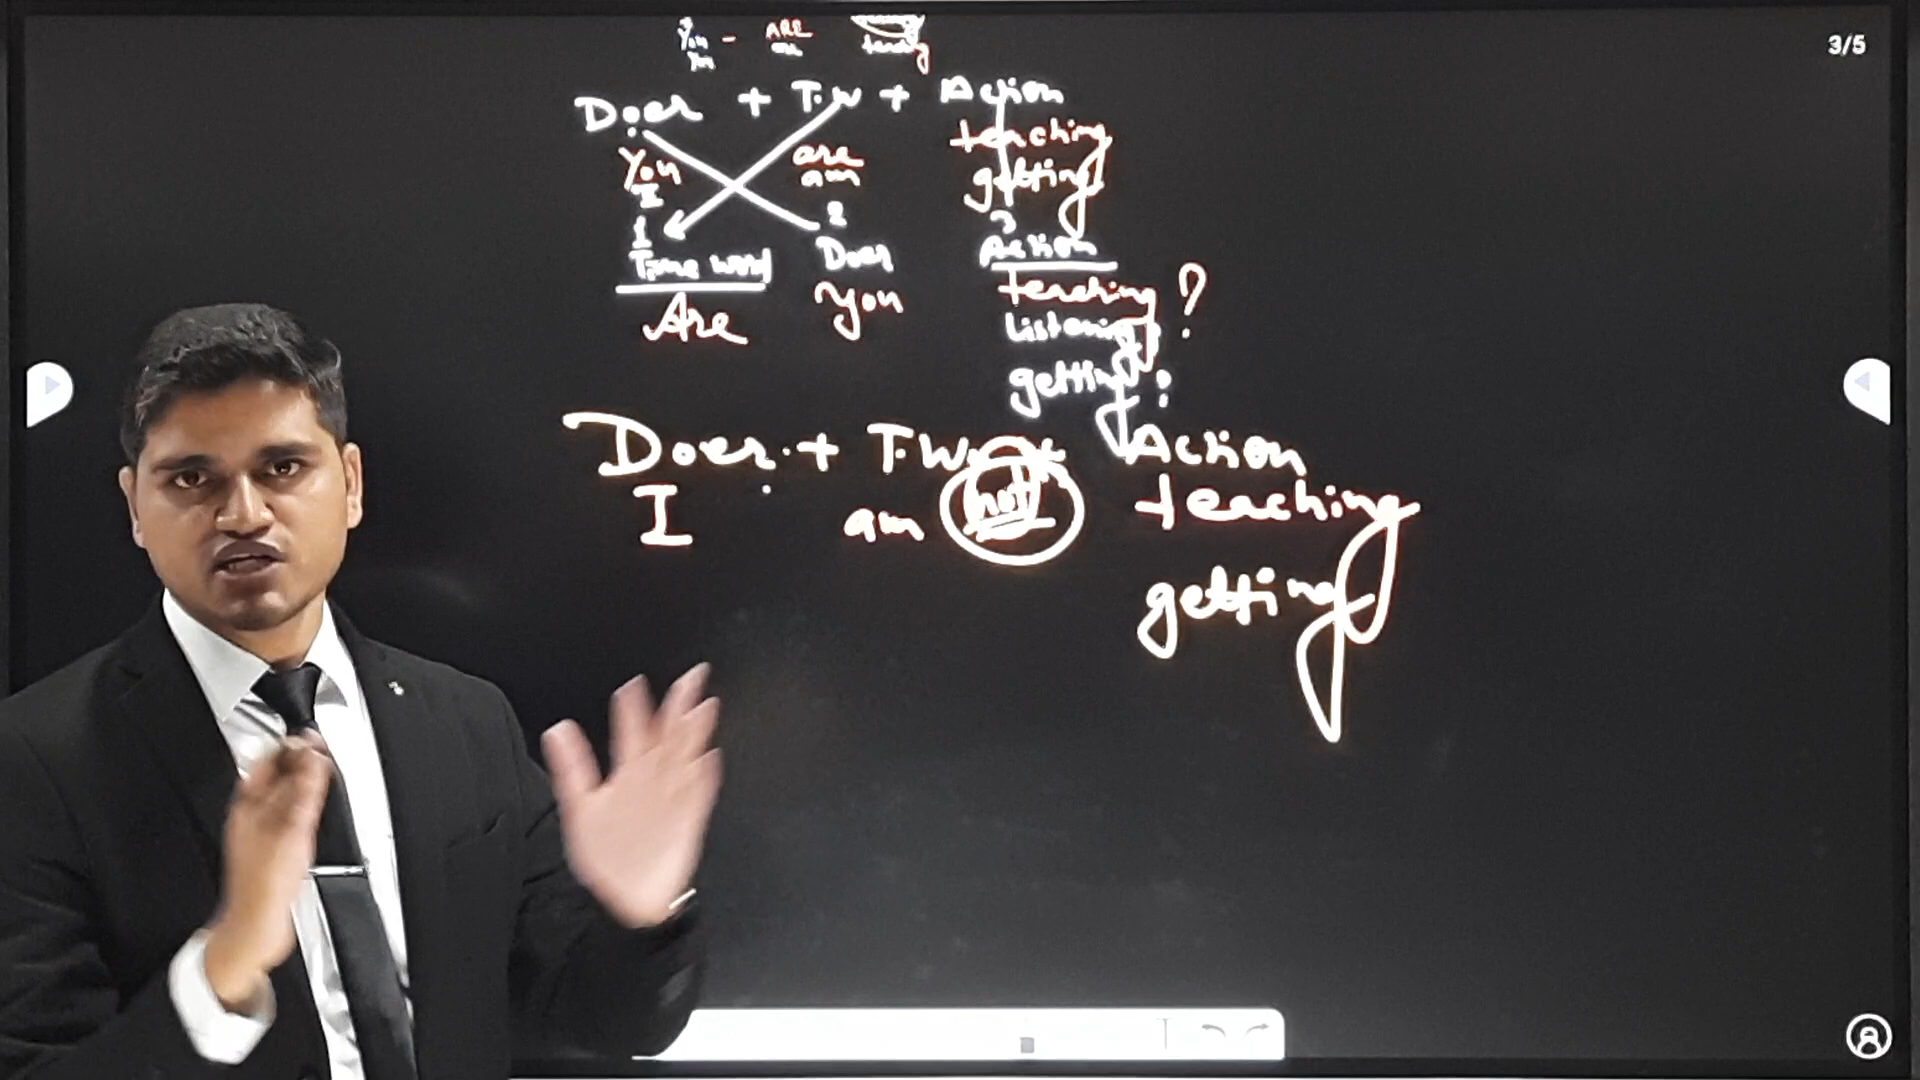 3/5
You - ARE
Doer + T.W + Action
You are teaching
I am getting
1 2 3
Time word Doer Action
Are you teaching ?
Listening
getting ?
Doer + T.W + Action
I am not teaching
getting